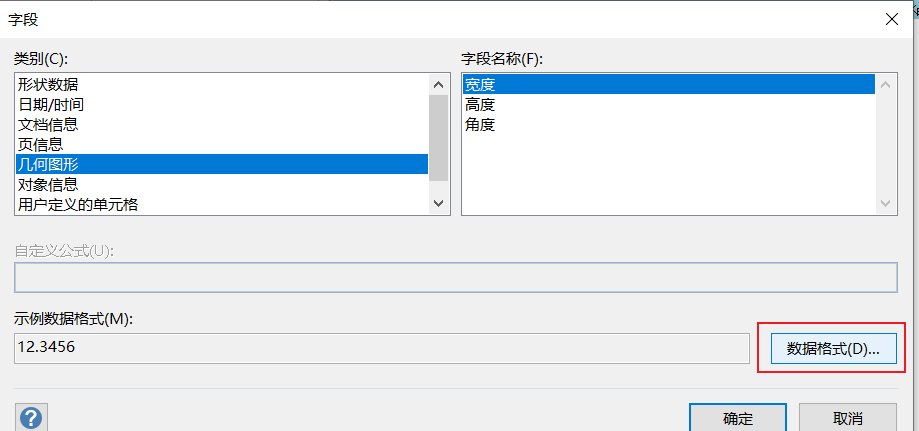 字段
类别(C):
字段名称(F):
形状数据
日期/时间
文档信息
页信息
几何图形
对象信息
用户定义的单元格
宽度
高度
角度
自定义公式(U):
示例数据格式(M):
12.3456
数据格式(D)...
?
确定
取消